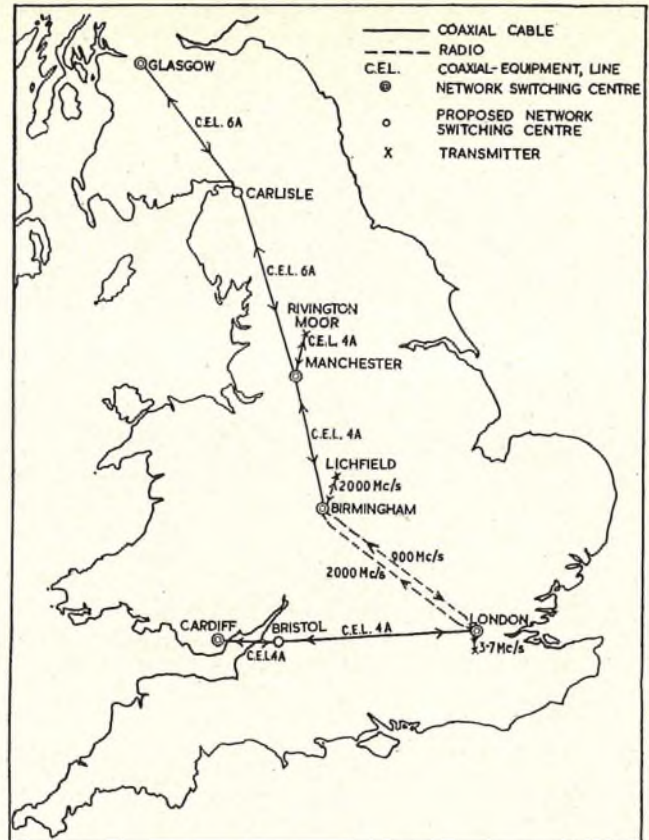 COAXIAL CABLE
RADIO
C.E.L. COAXIAL-EQUIPMENT, LINE
NETWORK SWITCHING CENTRE
PROPOSED NETWORK
SWITCHING CENTRE
X TRANSMITTER
GLASGOW
C.E.L. 6A
CARLISLE
C.E.L. 6A
RIVINGTON
MOOR
C.E.L. 4A
MANCHESTER
C.E.L. 4A
LICHFIELD
2000 Mc/s
BIRMINGHAM
900 Mc/s
2000 Mc/s
LONDON
CARDIFF
BRISTOL
C.E.L. 4A
C.E.L 4A
3·7 Mc/s